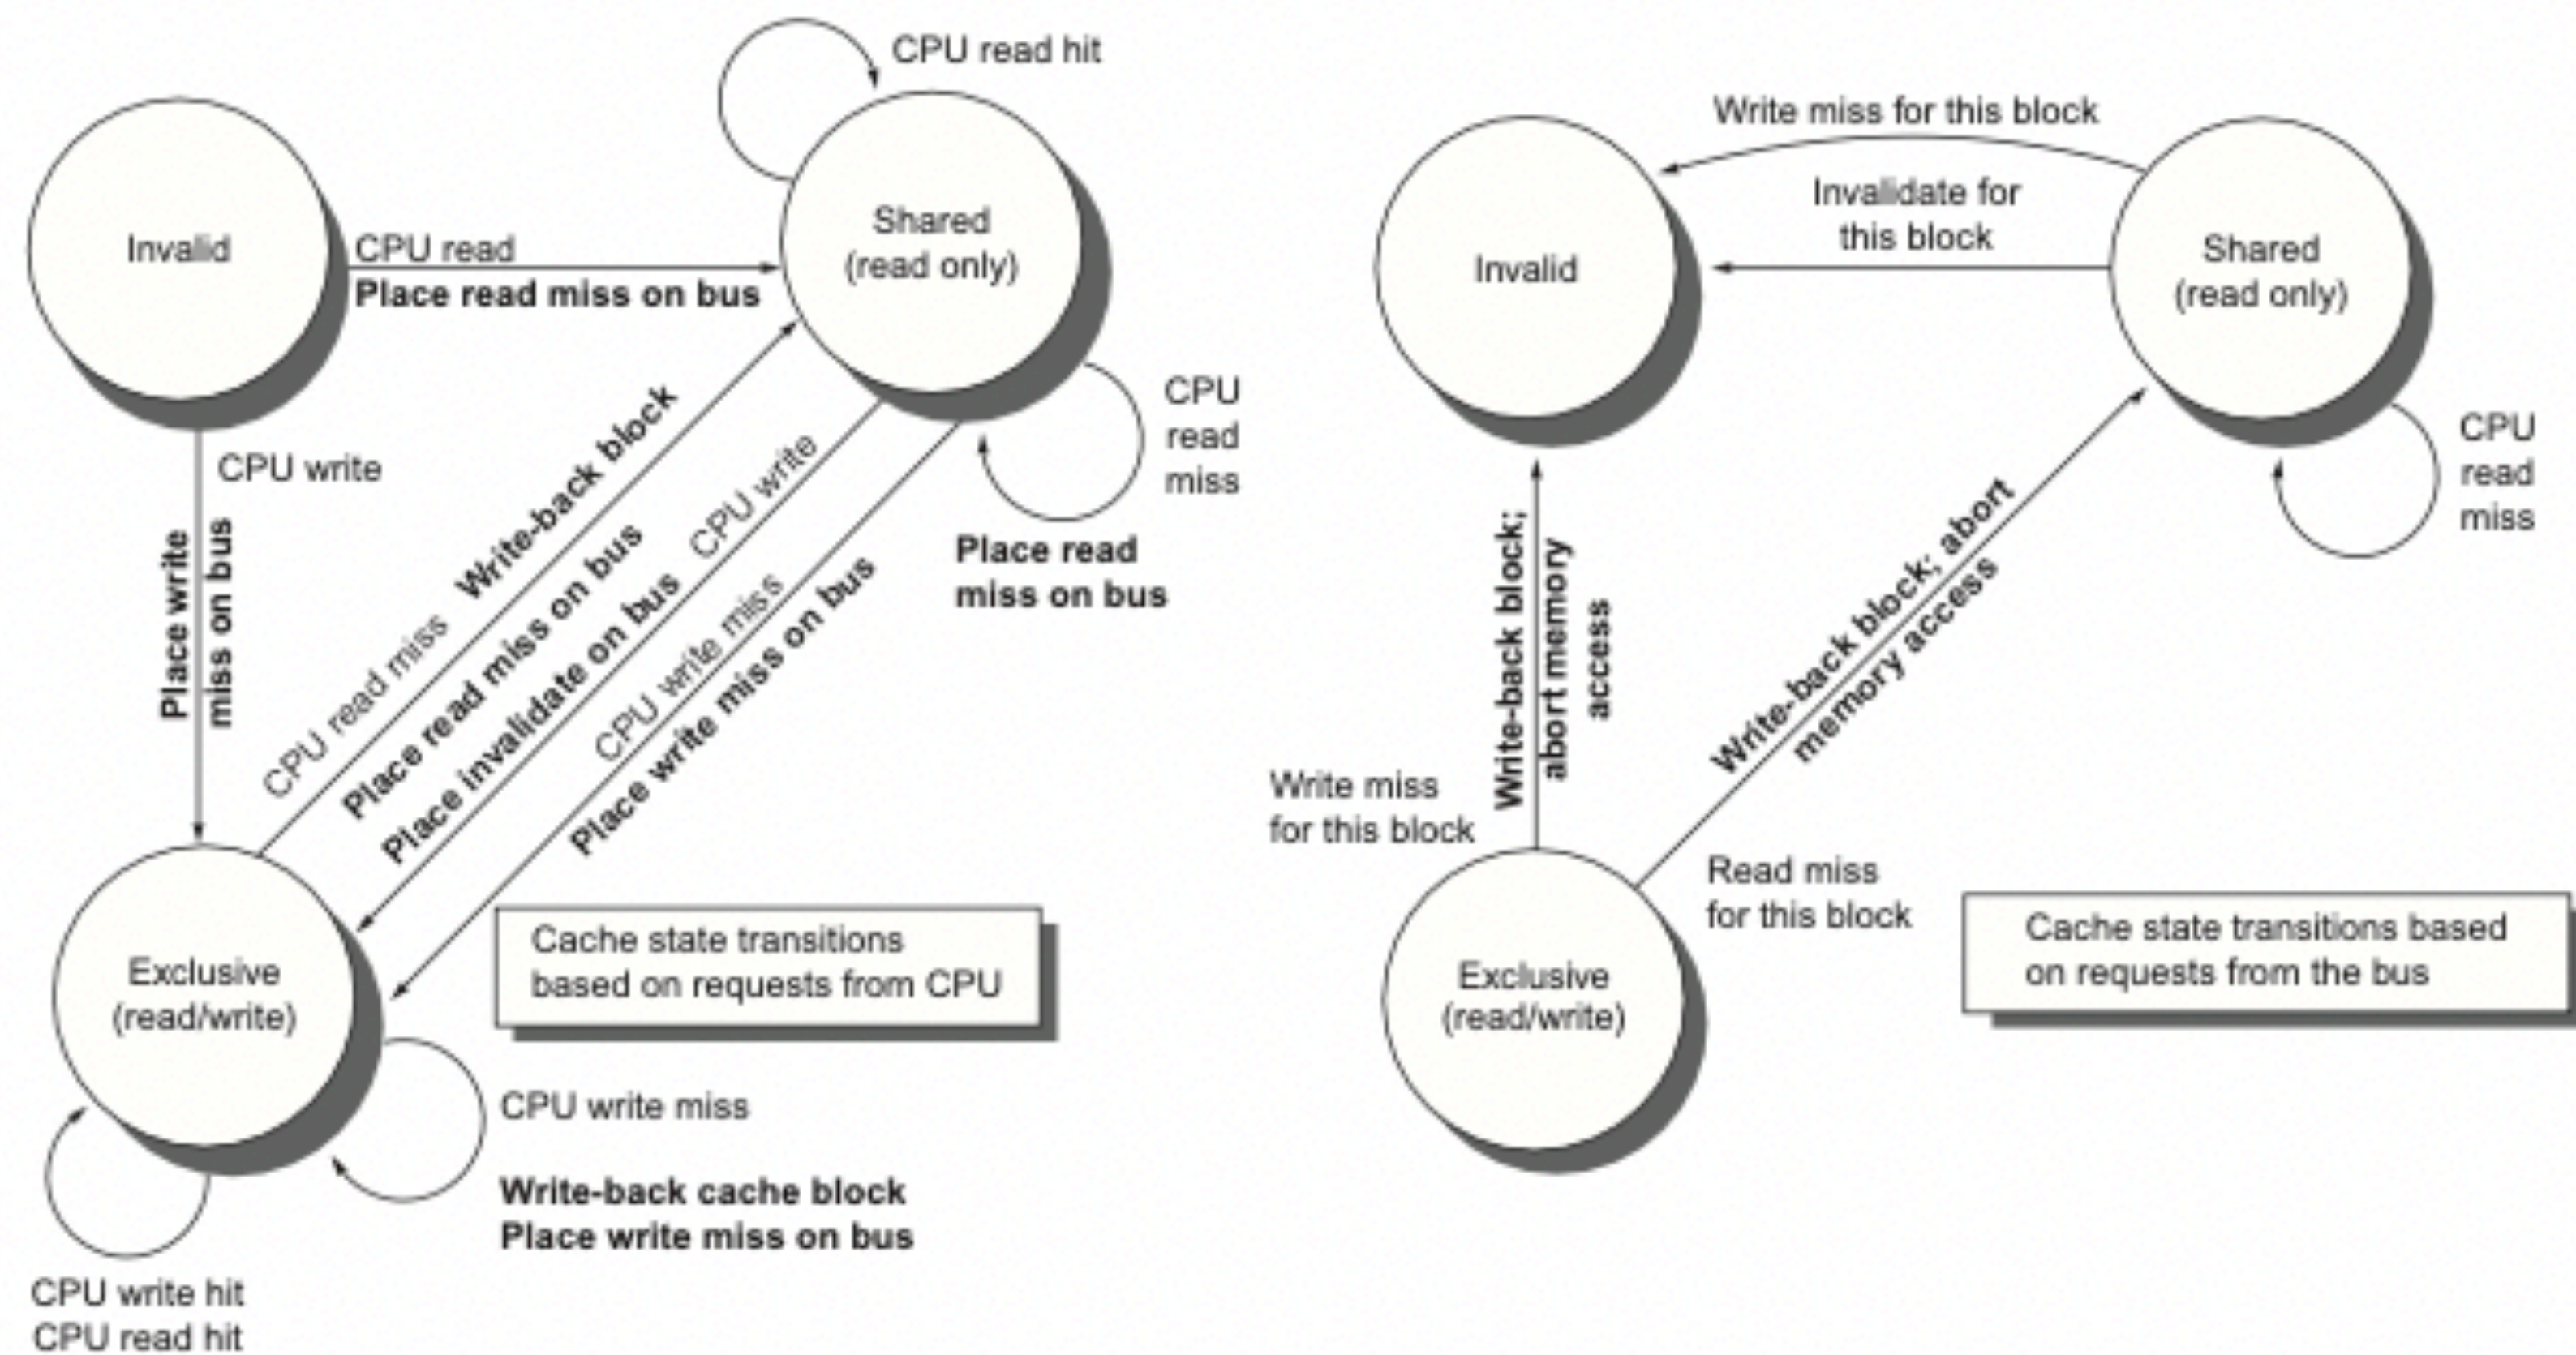 CPU read hit
Invalid
Shared
(read only)
CPU read
Place read miss on bus
CPU write
Place write
miss on bus
CPU read miss Write-back block
Place read miss on bus
Place invalidate on bus CPU write
CPU write miss
Place write miss on bus
CPU
read
miss
Place read
miss on bus
Exclusive
(read/write)
Cache state transitions
based on requests from CPU
CPU write miss
Write-back cache block
Place write miss on bus
CPU write hit
CPU read hit
Write miss for this block
Invalidate for
this block
Invalid
Shared
(read only)
CPU
read
miss
Write-back block;
abort memory
access
Write-back block; abort
memory access
Write miss
for this block
Read miss
for this block
Exclusive
(read/write)
Cache state transitions based
on requests from the bus